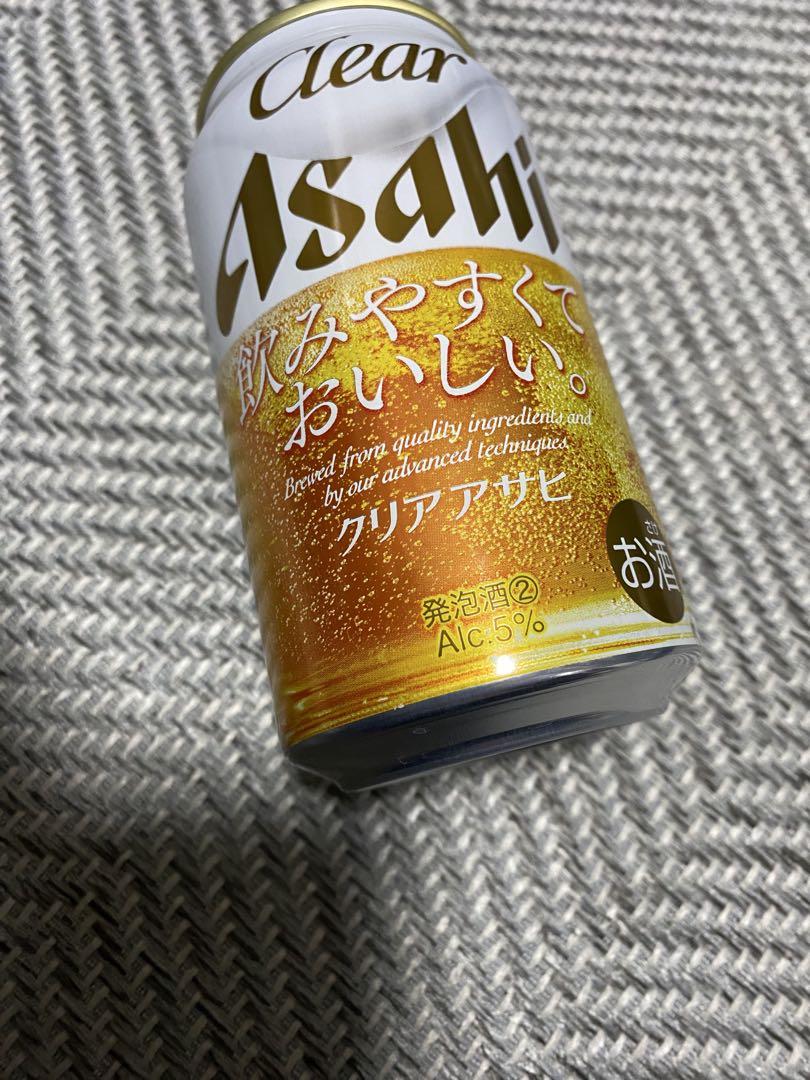 Clear
Asahi
飲みやすくて
おいしい。
Brewed from quality ingredients and
by our advanced techniques
クリアアサヒ
お酒
発泡酒②
Alc.5%